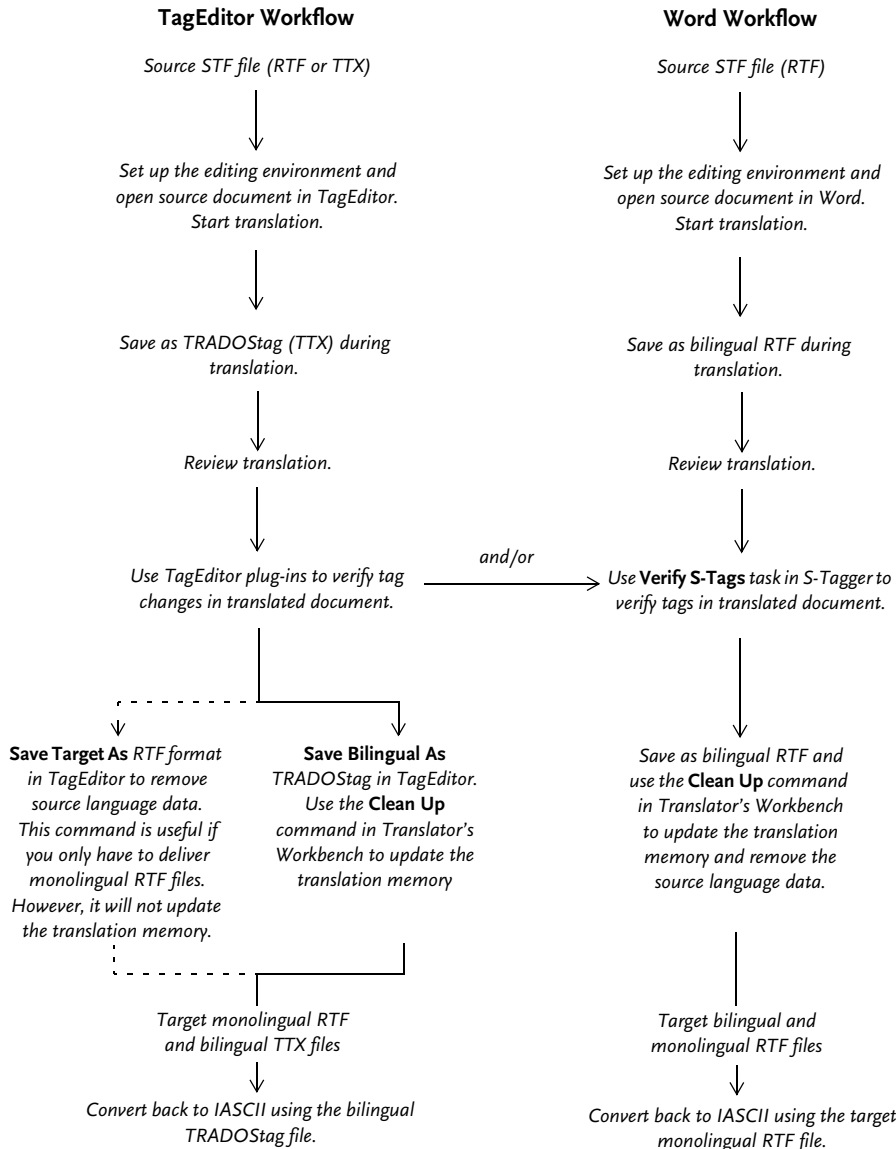 TagEditor Workflow
Source STF file (RTF or TTX)
Set up the editing environment and
open source document in TagEditor.
Start translation.
Save as TRADOStag (TTX) during
translation.
Review translation.
Use TagEditor plug-ins to verify tag
changes in translated document.
and/or
Save Target As RTF format
in TagEditor to remove
source language data.
This command is useful if
you only have to deliver
monolingual RTF files.
However, it will not update
the translation memory.
Save Bilingual As
TRADOStag in TagEditor.
Use the Clean Up
command in Translator's
Workbench to update the
translation memory
Target monolingual RTF
and bilingual TTX files
Convert back to IASCII using the bilingual
TRADOStag file.
Word Workflow
Source STF file (RTF)
Set up the editing environment and
open source document in Word.
Start translation.
Save as bilingual RTF during
translation.
Review translation.
Use Verify S-Tags task in S-Tagger to
verify tags in translated document.
Save as bilingual RTF and
use the Clean Up command
in Translator's Workbench
to update the translation
memory and remove the
source language data.
Target bilingual and
monolingual RTF files
Convert back to IASCII using the target
monolingual RTF file.